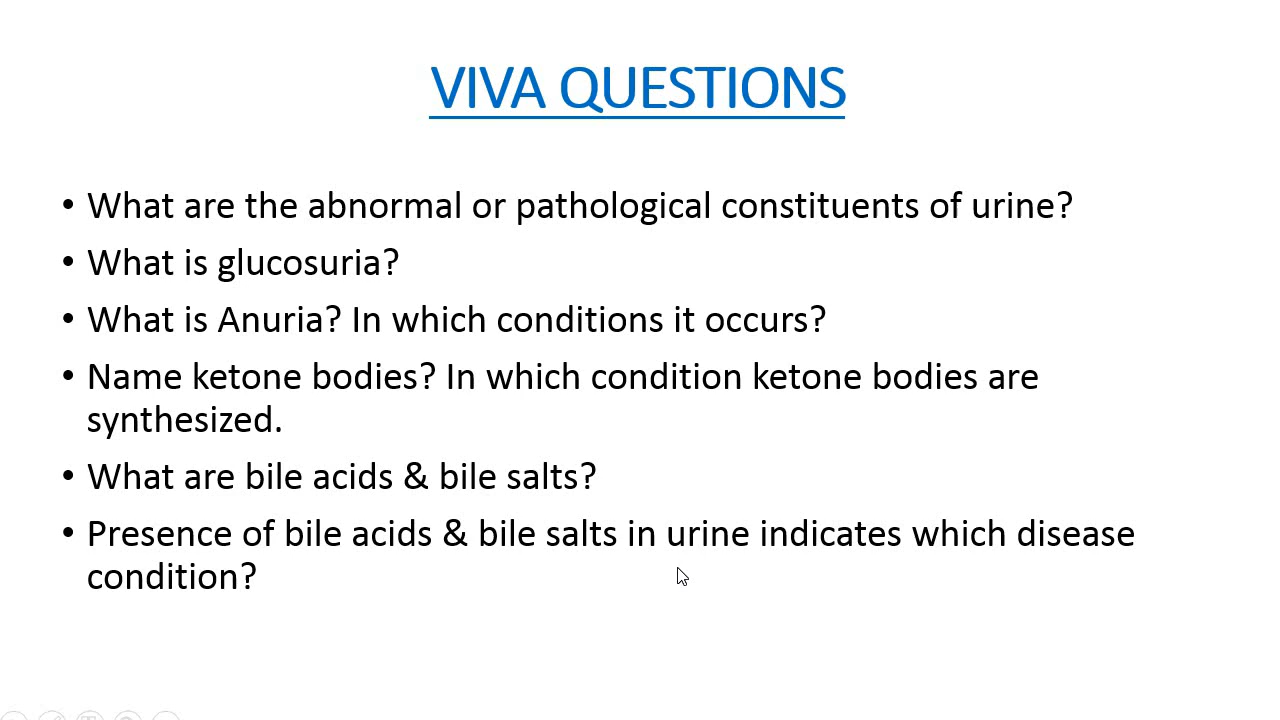 VIVA QUESTIONS
• What are the abnormal or pathological constituents of urine?
• What is glucosuria?
• What is Anuria? In which conditions it occurs?
• Name ketone bodies? In which condition ketone bodies are
synthesized.
• What are bile acids & bile salts?
• Presence of bile acids & bile salts in urine indicates which disease
condition?